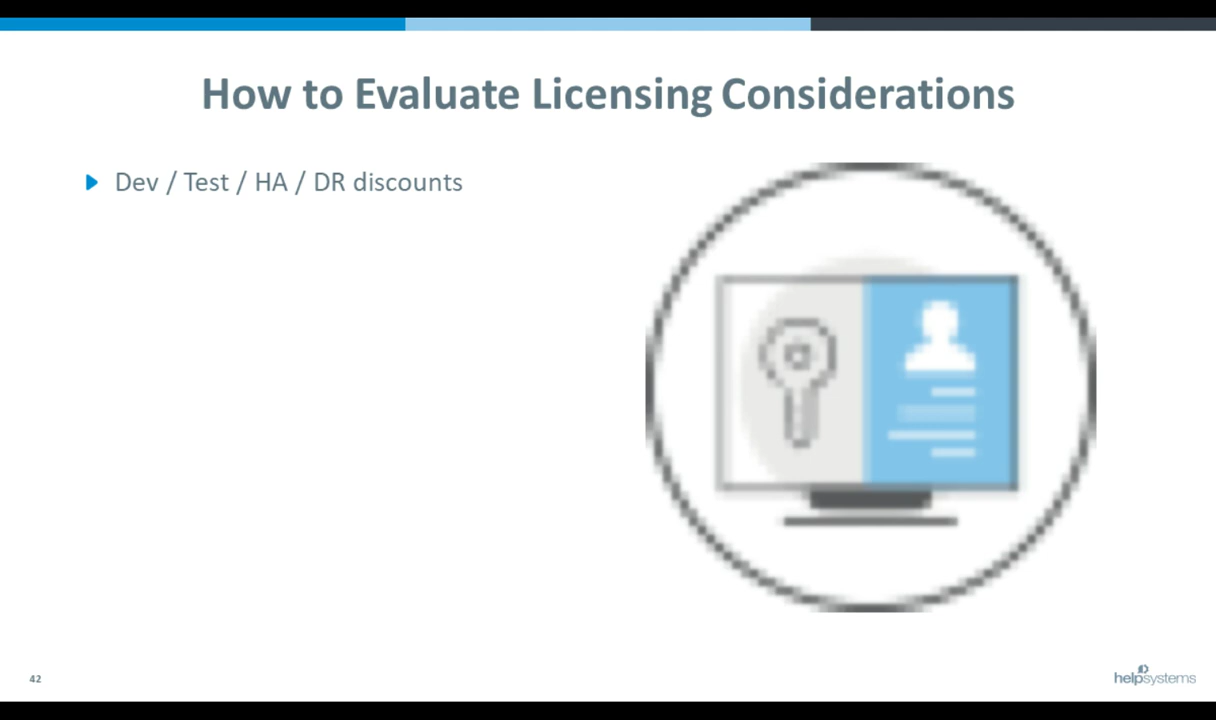 How to Evaluate Licensing Considerations
Dev / Test / HA / DR discounts
42
helpsystems